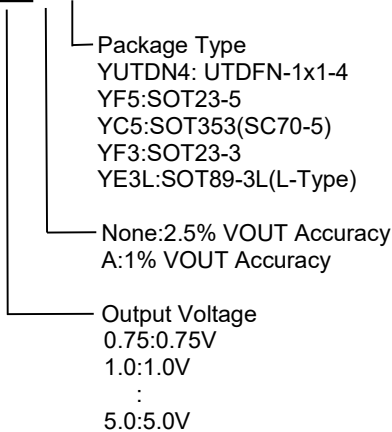 Package Type
YUTDN4: UTDFN-1x1-4
YF5:SOT23-5
YC5:SOT353(SC70-5)
YF3:SOT23-3
YE3L:SOT89-3L(L-Type)
None:2.5% VOUT Accuracy
A:1% VOUT Accuracy
Output Voltage
0.75:0.75V
1.0:1.0V
:
5.0:5.0V